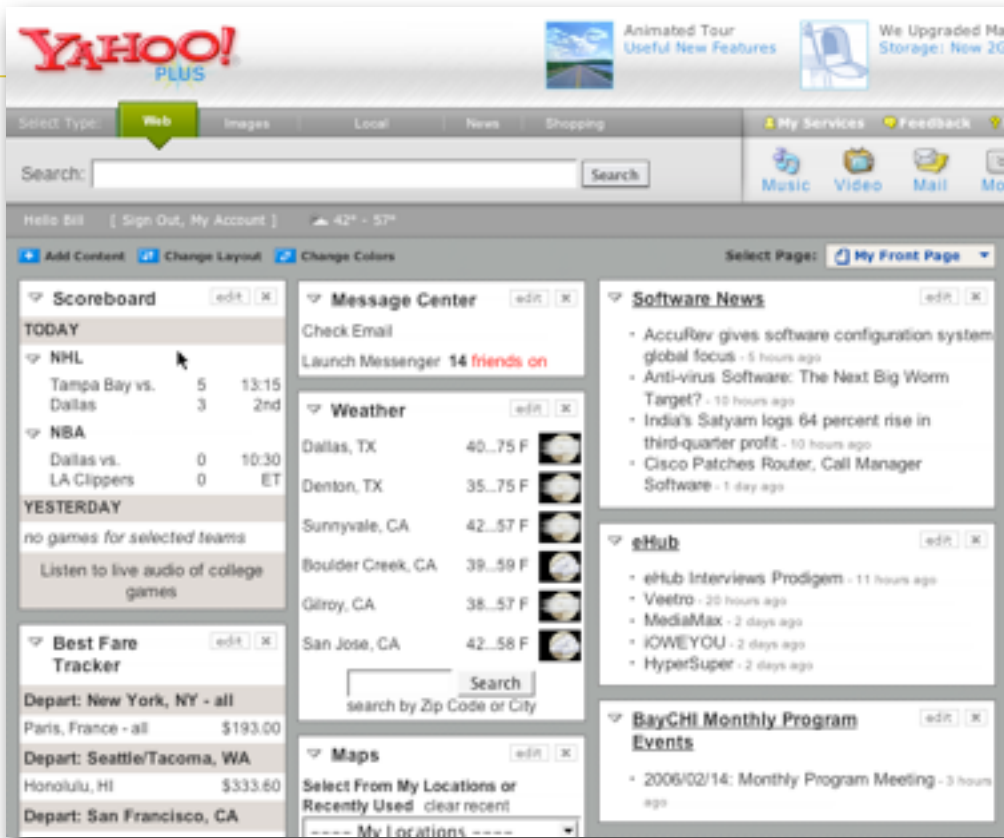 YAHOO!
PLUS
Animated Tour
Useful New Features
We Upgraded
Storage: Now
Select Type:
Web
Images
Local
News
Shopping
My Services
Feedback
Search:
Search
Music
Video
Mail
Hello Bill
[ Sign Out, My Account ]
42° - 57°
Add Content
Change Layout
Change Colors
Select Page:
My Front Page
Scoreboard
edit
TODAY
NHL
Tampa Bay vs. 5 13:15
Dallas 3 2nd
NBA
Dallas vs. 0 10:30
LA Clippers 0 ET
YESTERDAY
no games for selected teams
Listen to live audio of college
games
Best Fare
Tracker
edit
Depart: New York, NY - all
Paris, France - all $193.00
Depart: Seattle/Tacoma, WA
Honolulu, HI $333.60
Depart: San Francisco, CA
Message Center
edit
Check Email
Launch Messenger 14 friends on
Weather
edit
Dallas, TX 40...75 F
Denton, TX 35...75 F
Sunnyvale, CA 42...57 F
Boulder Creek, CA 39...59 F
Gilroy, CA 38...57 F
San Jose, CA 42...58 F
Search
search by Zip Code or City
Maps
edit
Select From My Locations or
Recently Used clear recent
---- My Locations ----
Software News
edit
AccuRev gives software configuration system
global focus - 5 hours ago
Anti-virus Software: The Next Big Worm
Target? - 10 hours ago
India's Satyam logs 64 percent rise in
third-quarter profit - 10 hours ago
Cisco Patches Router, Call Manager
Software - 1 day ago
eHub
edit
eHub Interviews Prodigem - 11 hours ago
Veetro - 20 hours ago
MediaMax - 2 days ago
iOWEYOU - 2 days ago
HyperSuper - 2 days ago
BayCHI Monthly Program
Events
edit
2006/02/14: Monthly Program Meeting - 3 hours
ago